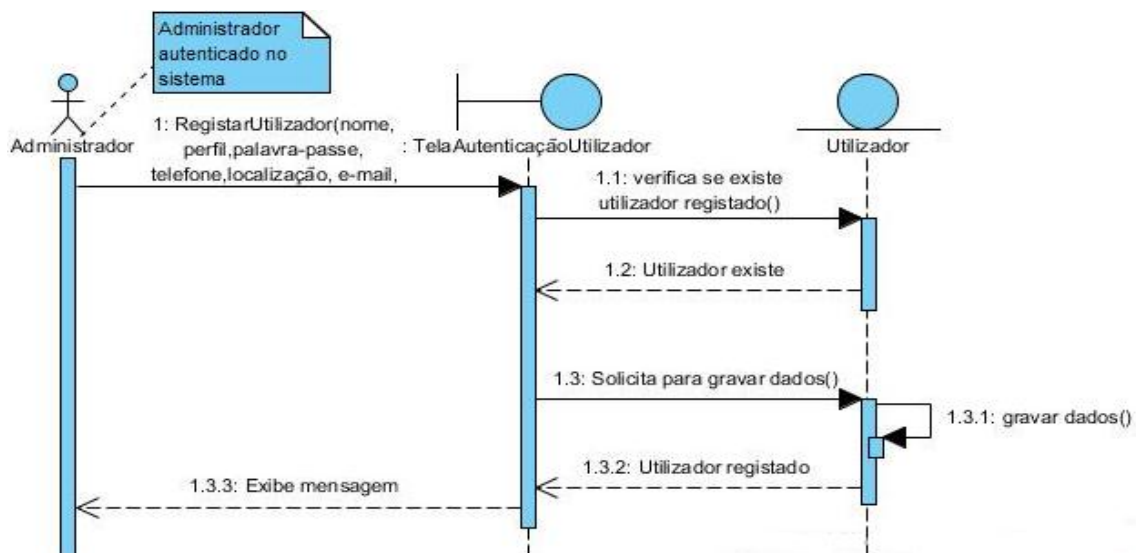 Administrador
autenticado no
sistema
Administrador
1: RegistarUtilizador(nome,
perfil,palavra-passe,
telefone,localização, e-mail,
: TelaAutenticaçãoUtilizador
Utilizador
1.1: verifica se existe
utilizador registado()
1.2: Utilizador existe
1.3: Solicita para gravar dados()
1.3.1: gravar dados()
1.3.2: Utilizador registado
1.3.3: Exibe mensagem